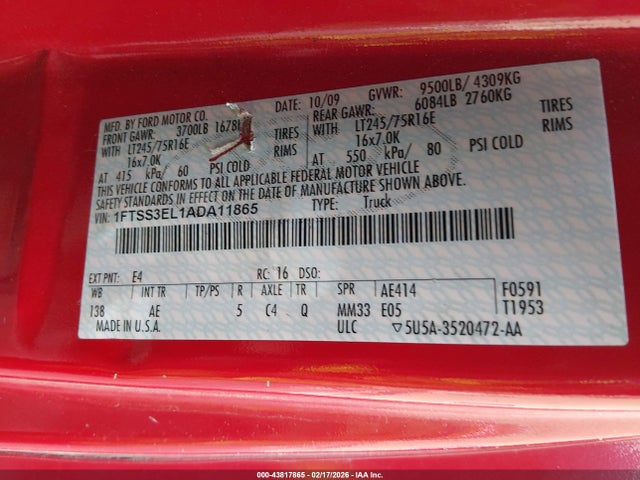 MFD. BY FORD MOTOR CO. DATE: 10/09 GVWR: 9500LB/ 4309KG
FRONT GAWR: 3700LB 1678 REAR GAWR: 6084LB 2760KG
WITH LT245/75R16E TIRES WITH LT245/75R16E TIRES
16x7.0K RIMS 16x7.0K RIMS
AT 415 kPa/ 60 PSI COLD AT 550 kPa/ 80 PSI COLD
THIS VEHICLE CONFORMS TO ALL APPLICABLE FEDERAL MOTOR VEHICLE
SAFETY STANDARDS IN EFFECT ON THE DATE OF MANUFACTURE SHOWN ABOVE.
VIN: 1FTSS3EL1ADA11865 TYPE: Truck
EXT PNT: E4 RC: 16 DSO:
WB INT TR TP/PS R AXLE TR SPR AE414 F0591
138 AE 5 C4 Q MM33 E05 T1953
MADE IN U.S.A. ULC ▽5U5A-3520472-AA
000-43817865 - 02/17/2026 - IAA Inc.